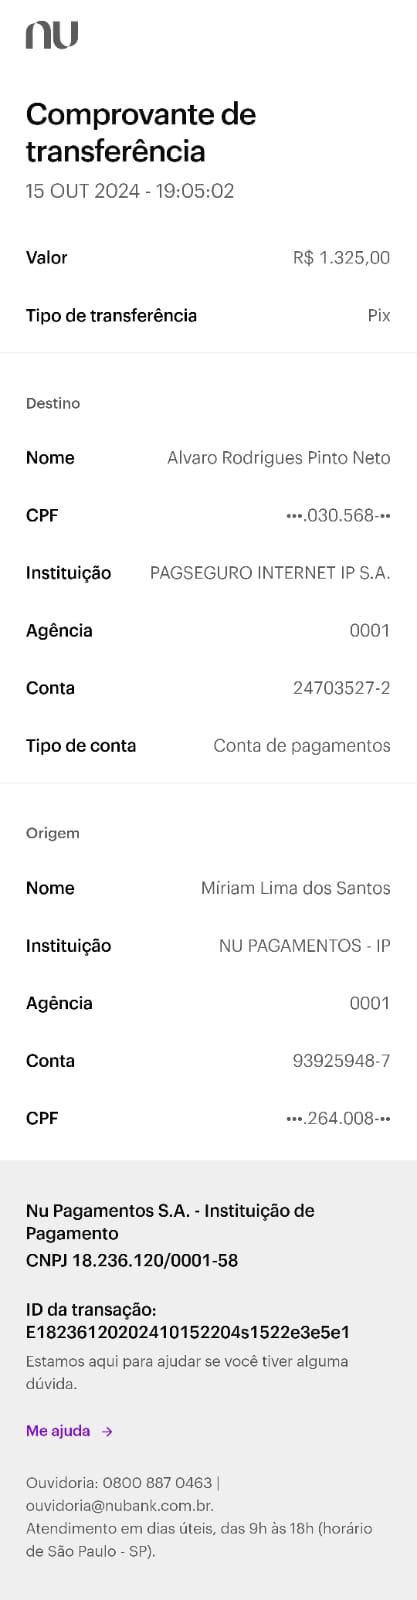 nu
Comprovante de
transferência
15 OUT 2024 - 19:05:02
Valor R$ 1.325,00
Tipo de transferência Pix
Destino
Nome Alvaro Rodrigues Pinto Neto
CPF •••.030.568-••
Instituição PAGSEGURO INTERNET IP S.A.
Agência 0001
Conta 24703527-2
Tipo de conta Conta de pagamentos
Origem
Nome Míriam Lima dos Santos
Instituição NU PAGAMENTOS - IP
Agência 0001
Conta 93925948-7
CPF •••.264.008-••
Nu Pagamentos S.A. - Instituição de
Pagamento
CNPJ 18.236.120/0001-58
ID da transação:
E18236120202410152204s1522e3e5e1
Estamos aqui para ajudar se você tiver alguma
dúvida.
Me ajuda →
Ouvidoria: 0800 887 0463 |
ouvidoria@nubank.com.br.
Atendimento em dias úteis, das 9h às 18h (horário
de São Paulo - SP).